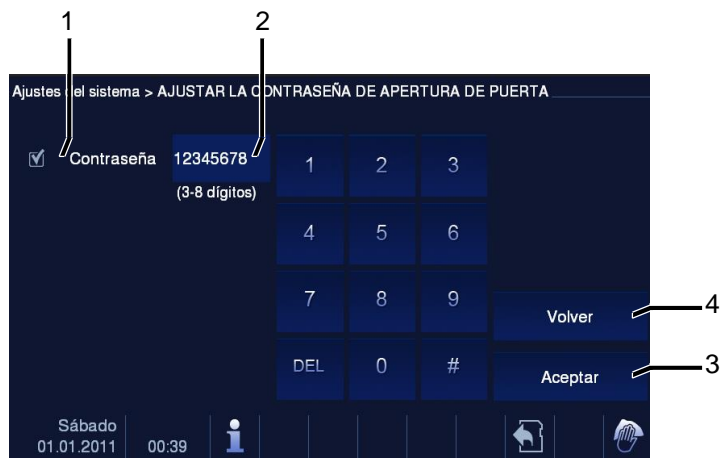 1 2
Ajustes del sistema > AJUSTAR LA CONTRASEÑA DE APERTURA DE PUERTA
Contraseña 12345678
(3-8 dígitos)
1 2 3
4 5 6
7 8 9
DEL 0 #
Volver 4
Aceptar 3
Sábado
01.01.2011 00:39